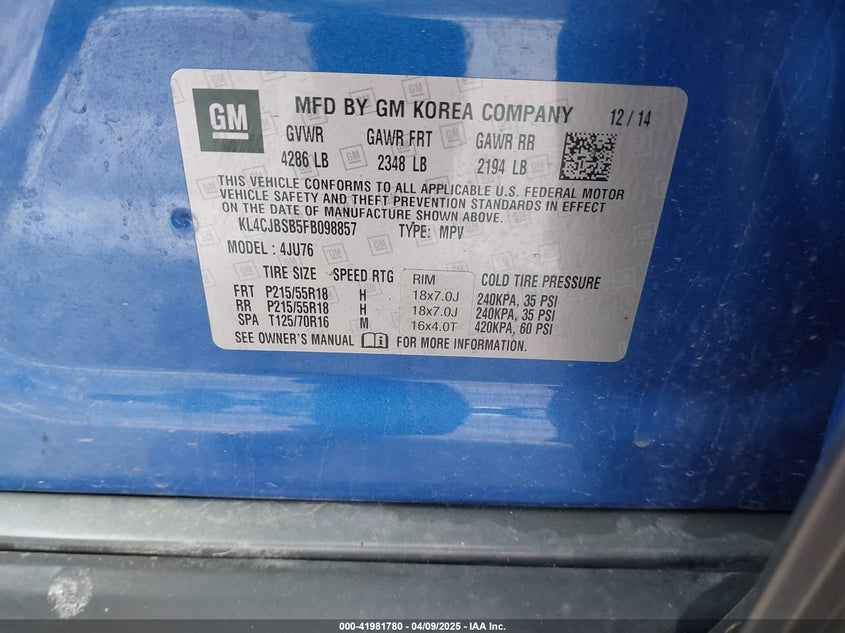 GM MFD BY GM KOREA COMPANY 12 / 14
GVWR GAWR FRT GAWR RR
4286 LB 2348 LB 2194 LB
THIS VEHICLE CONFORMS TO ALL APPLICABLE U.S. FEDERAL MOTOR
VEHICLE SAFETY AND THEFT PREVENTION STANDARDS IN EFFECT
ON THE DATE OF MANUFACTURE SHOWN ABOVE.
KL4CJBSB5FB098857 TYPE: MPV
MODEL : 4JU76
TIRE SIZE SPEED RTG RIM COLD TIRE PRESSURE
FRT P215/55R18 H 18x7.0J 240KPA, 35 PSI
RR P215/55R18 H 18x7.0J 240KPA, 35 PSI
SPA T125/70R16 M 16x4.0T 420KPA, 60 PSI
SEE OWNER'S MANUAL FOR MORE INFORMATION.
000-41981780 - 04/09/2025 - IAA Inc.